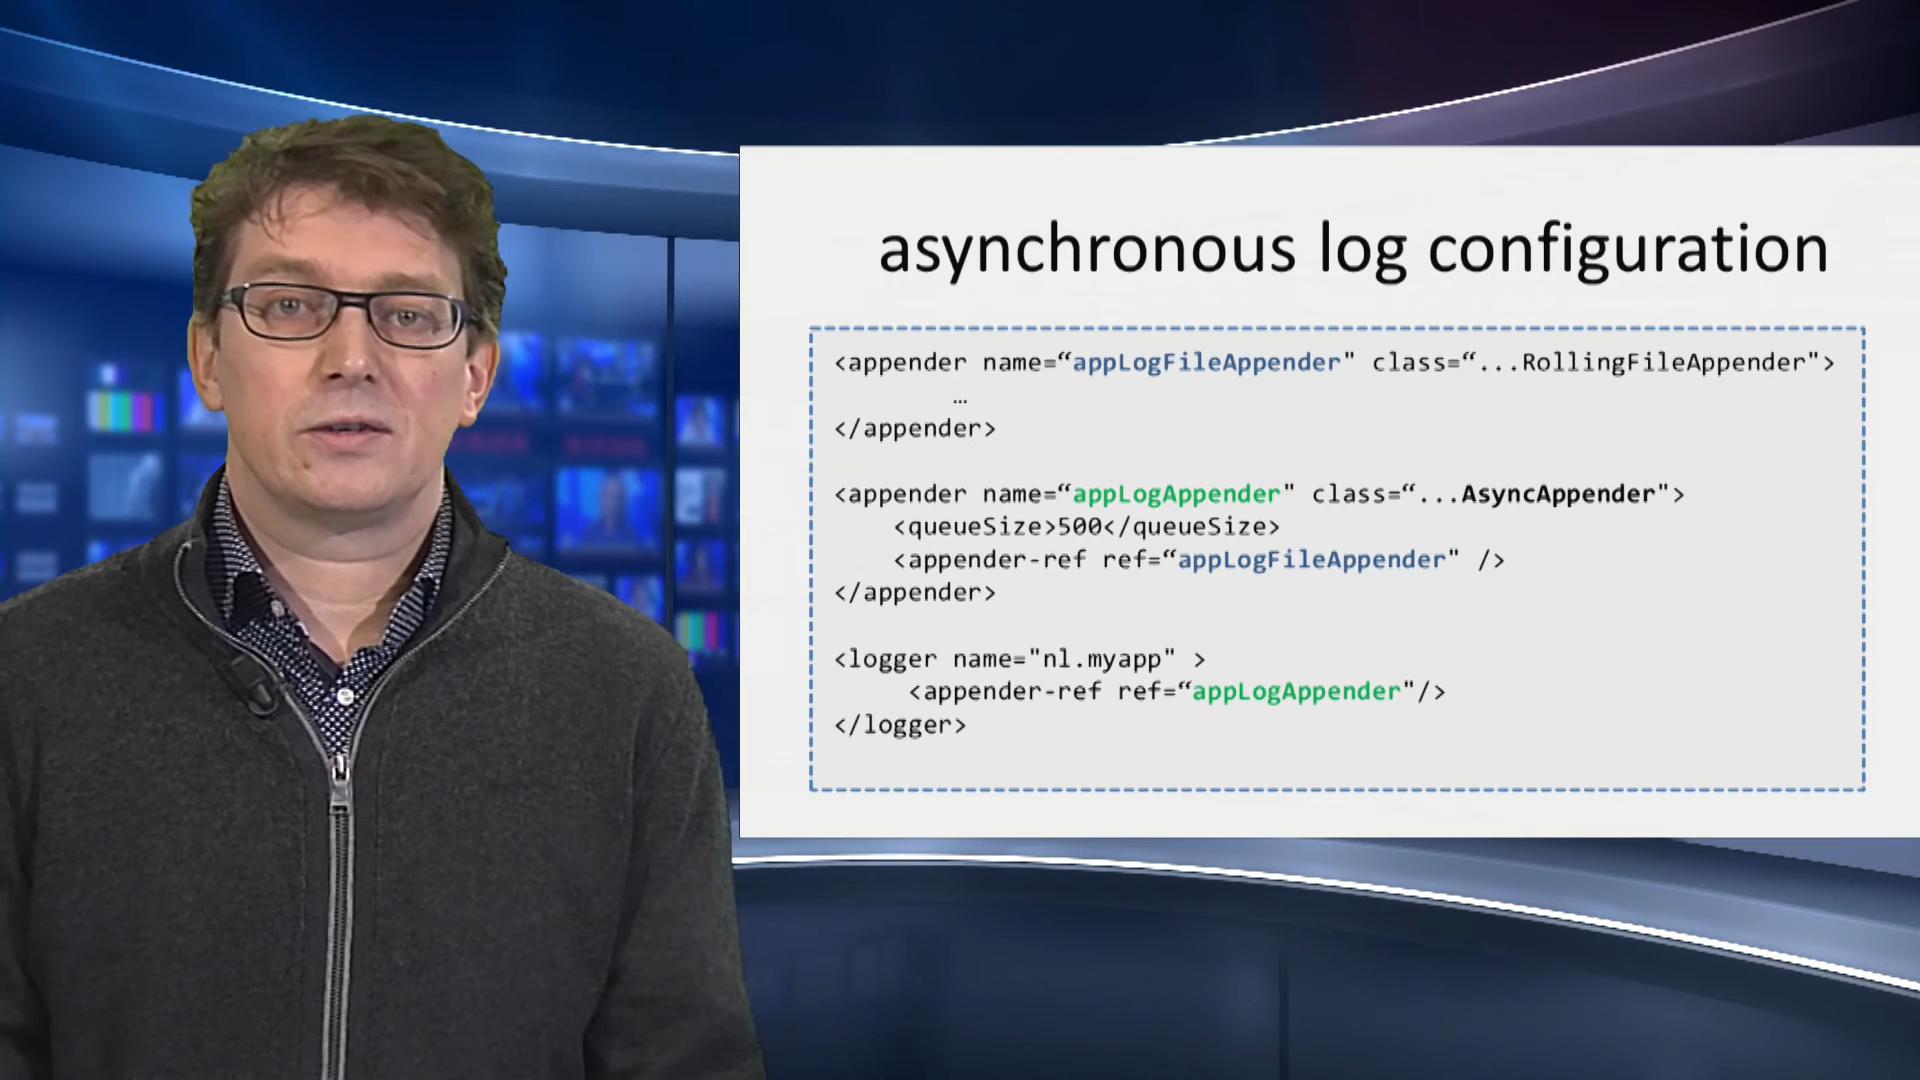 asynchronous log configuration
<appender name=“appLogFileAppender" class=“...RollingFileAppender">
…
</appender>
<appender name=“appLogAppender" class=“...AsyncAppender">
<queueSize>500</queueSize>
<appender-ref ref=“appLogFileAppender" />
</appender>
<logger name="nl.myapp" >
<appender-ref ref=“appLogAppender"/>
</logger>